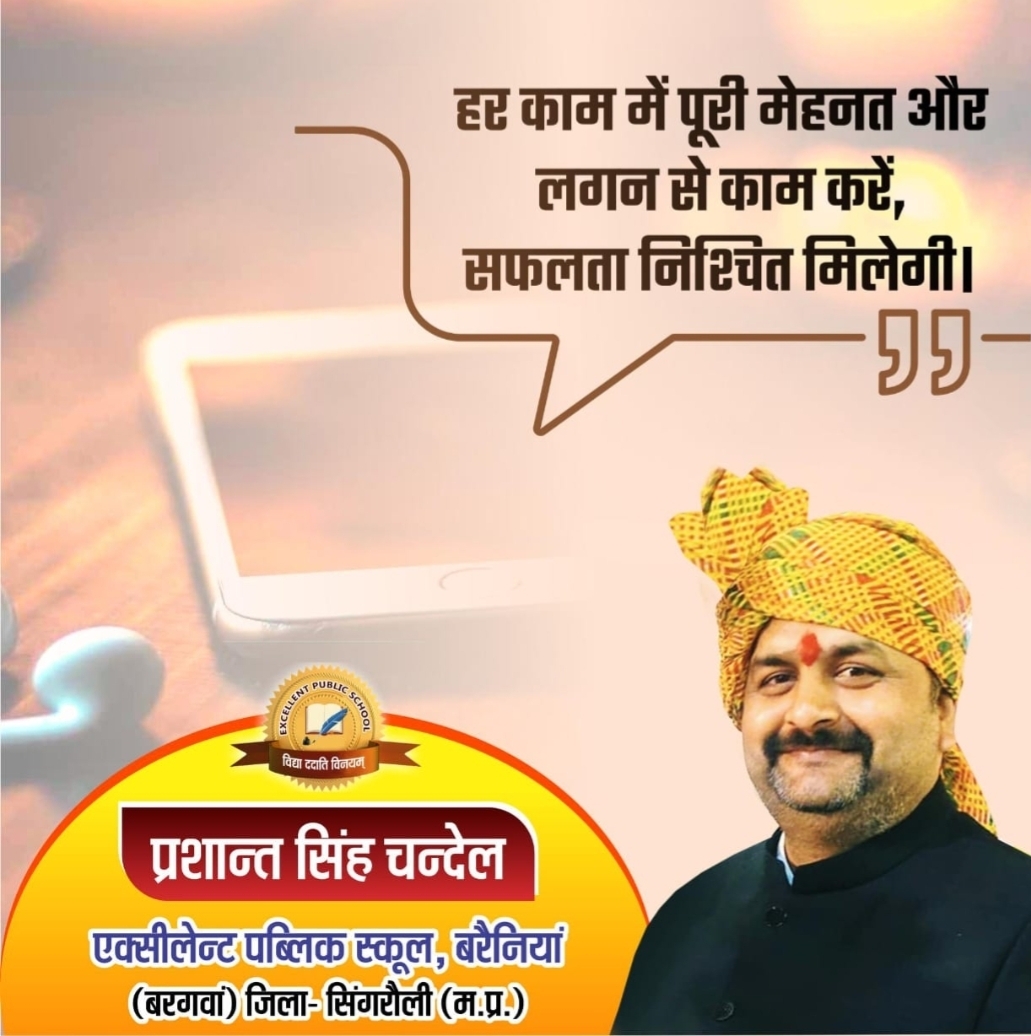 हर काम में पूरी मेहनत और
लगन से काम करें,
सफलता निश्चित मिलेगी।
EXCELLENT PUBLIC SCHOOL
विद्या ददाति विनयम्
प्रशान्त सिंह चन्देल
एक्सीलेन्ट पब्लिक स्कूल, बरैनियां
(बरगवां) जिला- सिंगरौली (म.प्र.)